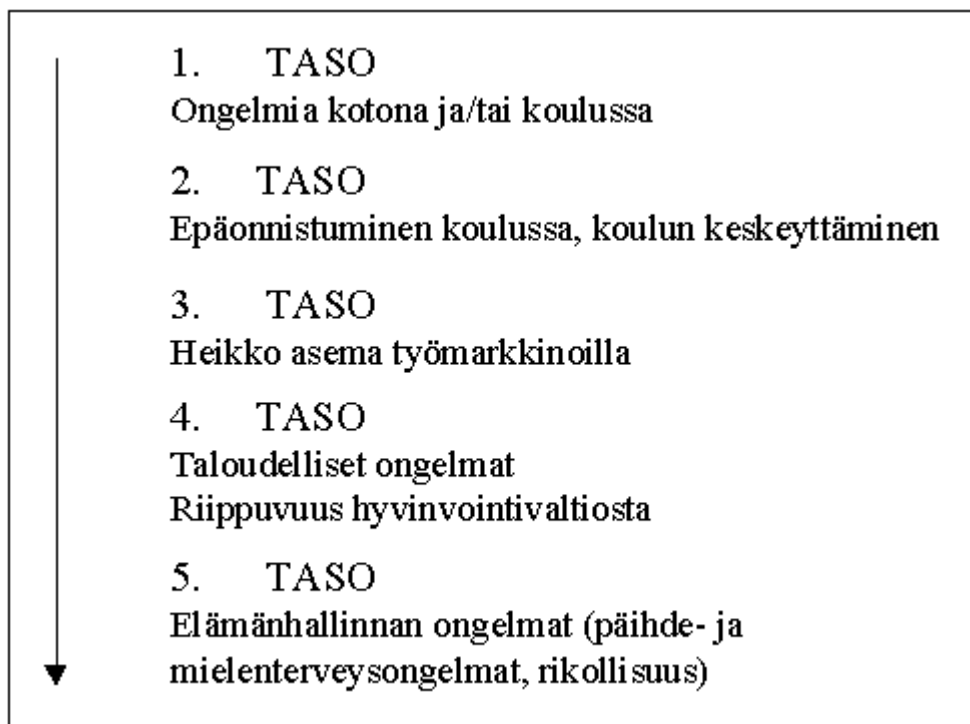 1. TASO
Ongelmia kotona ja/tai koulussa
2. TASO
Epäonnistuminen koulussa, koulun keskeyttäminen
3. TASO
Heikko asema työmarkkinoilla
4. TASO
Taloudelliset ongelmat
Riippuvuus hyvinvointivaltiosta
5. TASO
Elämänhallinnan ongelmat (päihde- ja
mielenterveysongelmat, rikollisuus)